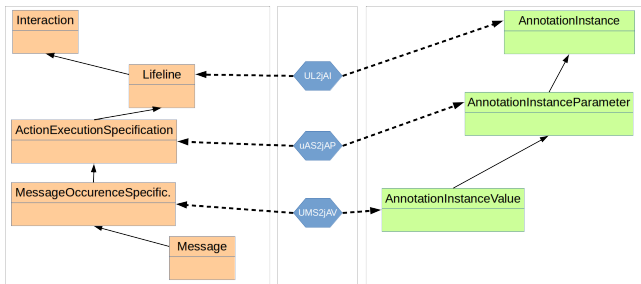 Interaction
Lifeline
ActionExecutionSpecification
MessageOccurenceSpecific.
Message
UL2jAI
uAS2jAP
UMS2jAV
AnnotationInstance
AnnotationInstanceParameter
AnnotationInstanceValue